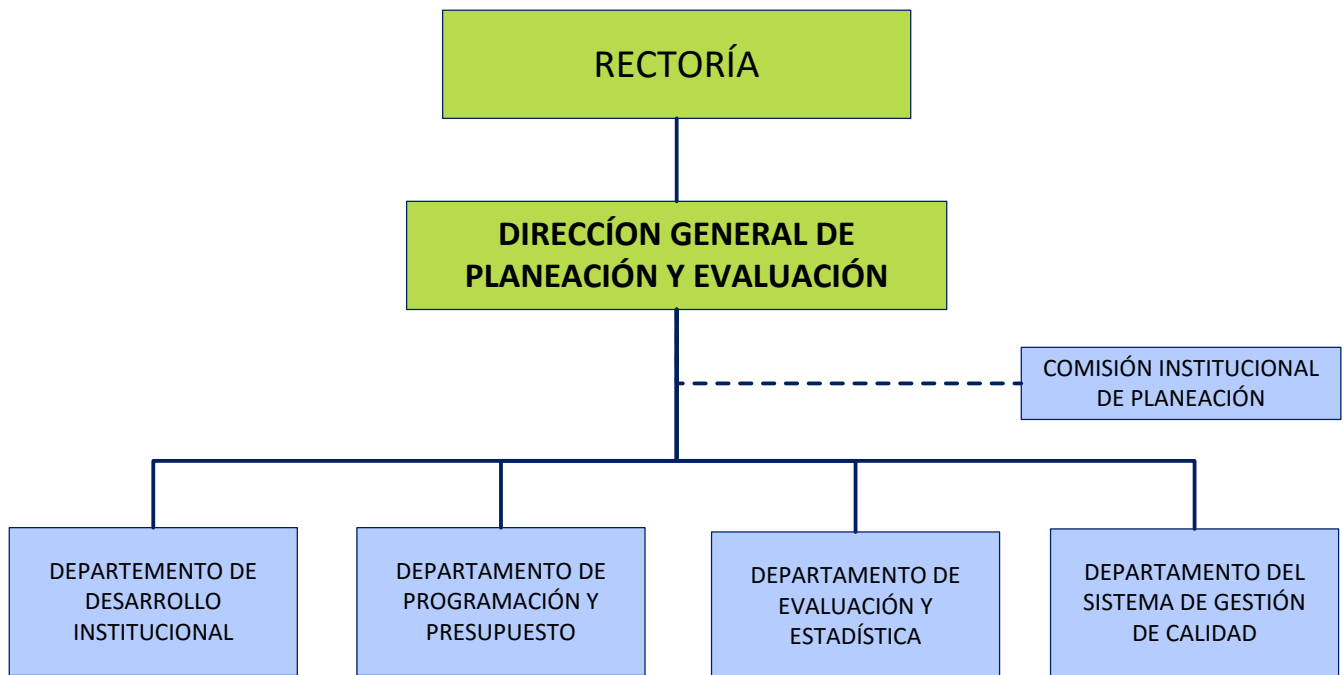 RECTORÍA
DIRECCÍON GENERAL DE
PLANEACIÓN Y EVALUACIÓN
COMISIÓN INSTITUCIONAL
DE PLANEACIÓN
DEPARTEMENTO DE
DESARROLLO
INSTITUCIONAL
DEPARTAMENTO DE
PROGRAMACIÓN Y
PRESUPUESTO
DEPARTAMENTO DE
EVALUACIÓN Y
ESTADÍSTICA
DEPARTAMENTO DEL
SISTEMA DE GESTIÓN
DE CALIDAD